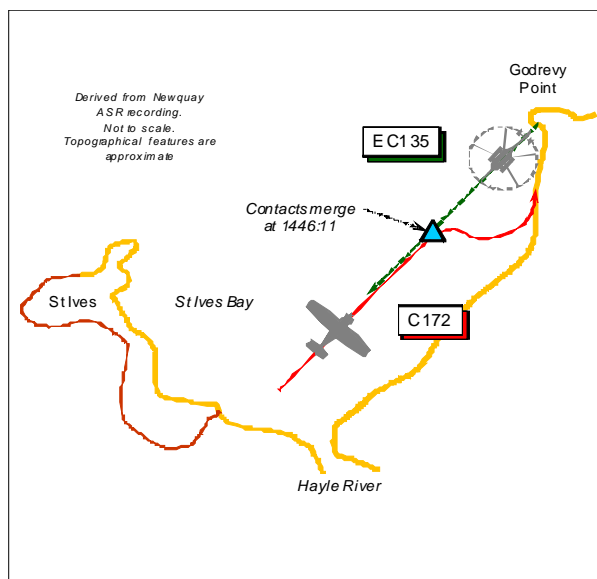 Derived from Newquay
ASR recording.
Not to scale.
Topographical features are
approximate
Godrevy
Point
EC135
Contacts merge
at 1446:11
St Ives
St Ives Bay
C172
Hayle River